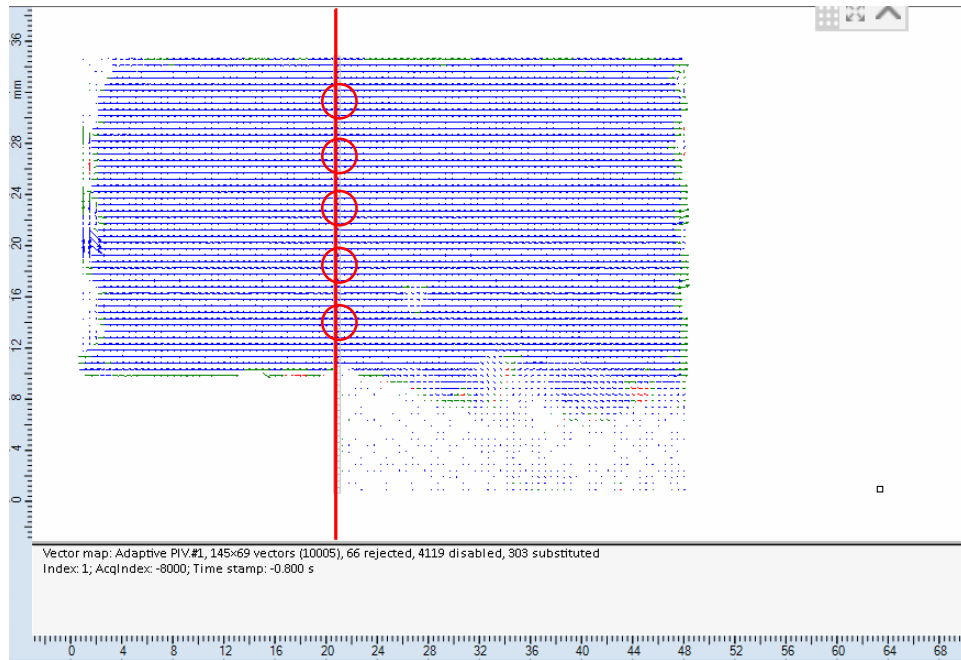 36
mm
28
24
20
16
12
8
4
0
Vector map: Adaptive PIV.#1, 145×69 vectors (10005), 66 rejected, 4119 disabled, 303 substituted
Index: 1; AcqIndex: -8000; Time stamp: -0.800 s
0 4 8 12 16 20 24 28 32 36 40 44 48 52 56 60 64 68